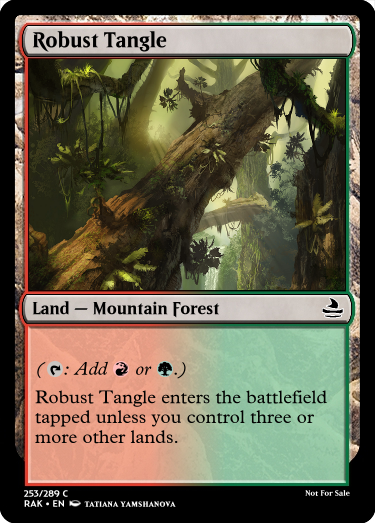 Robust Tangle
Land — Mountain Forest
(: Add or .)
Robust Tangle enters the battlefield
tapped unless you control three or
more other lands.
253/289 C
Not For Sale
RAK • EN TATIANA YAMSHANOVA